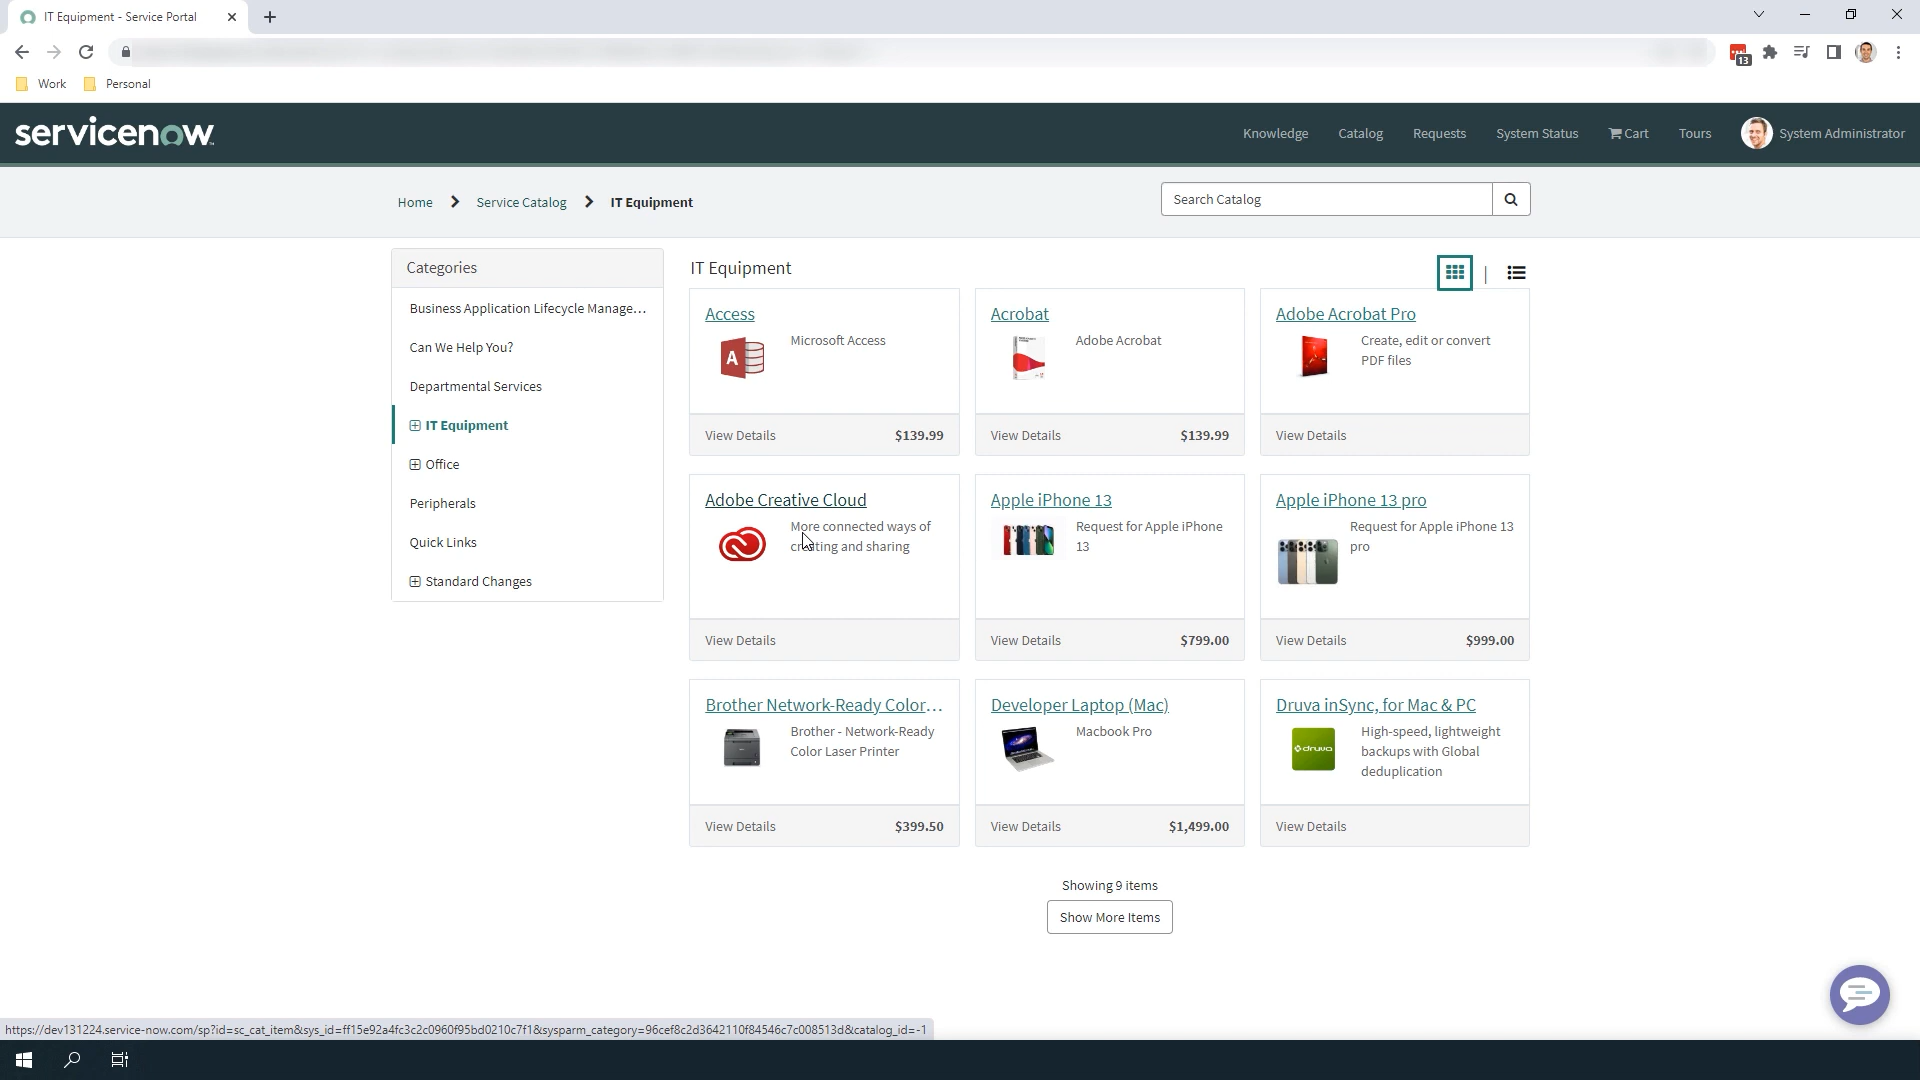 IT Equipment - Service Portal
13
Work
Personal
servicenow
Knowledge
Catalog
Requests
System Status
Cart
Tours
System Administrator
Home
Service Catalog
IT Equipment
Search Catalog
Categories
Business Application Lifecycle Manage...
Can We Help You?
Departmental Services
IT Equipment
Office
Peripherals
Quick Links
Standard Changes
IT Equipment
Access
Microsoft Access
View Details
$139.99
Acrobat
Adobe Acrobat
View Details
$139.99
Adobe Acrobat Pro
Create, edit or convert
PDF files
View Details
Adobe Creative Cloud
More connected ways of
creating and sharing
View Details
Apple iPhone 13
Request for Apple iPhone
13
View Details
$799.00
Apple iPhone 13 pro
Request for Apple iPhone 13
pro
View Details
$999.00
Brother Network-Ready Color...
Brother - Network-Ready
Color Laser Printer
View Details
$399.50
Developer Laptop (Mac)
Macbook Pro
View Details
$1,499.00
Druva inSync, for Mac & PC
druva
High-speed, lightweight
backups with Global
deduplication
View Details
Showing 9 items
Show More Items
https://dev131224.service-now.com/sp?id=sc_cat_item&sys_id=ff15e92a4fc3c2c0960f95bd0210c7f1&sysparm_category=96cef8c2d3642110f84546c7c008513d&catalog_id=-1